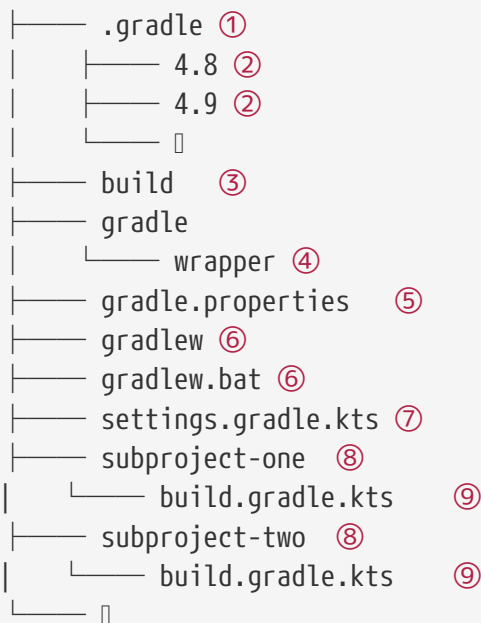 ├── .gradle ①
│ ├── 4.8 ②
│ ├── 4.9 ②
│ └── ▯
├── build ③
├── gradle
│ └── wrapper ④
├── gradle.properties ⑤
├── gradlew ⑥
├── gradlew.bat ⑥
├── settings.gradle.kts ⑦
├── subproject-one ⑧
| └── build.gradle.kts ⑨
├── subproject-two ⑧
| └── build.gradle.kts ⑨
└── ▯